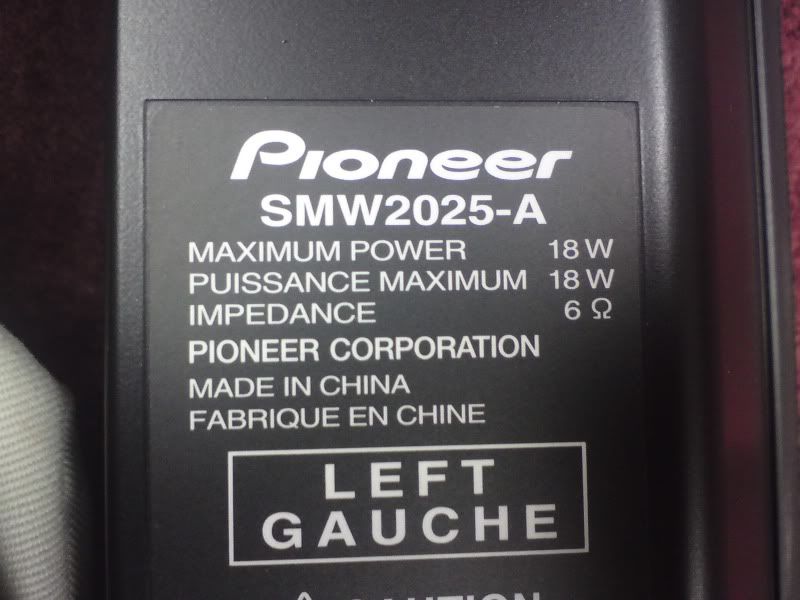 Pioneer
SMW2025-A
MAXIMUM POWER 18 W
PUISSANCE MAXIMUM 18 W
IMPEDANCE 6 Ω
PIONEER CORPORATION
MADE IN CHINA
FABRIQUE EN CHINE
LEFT
GAUCHE
⚠ CAUTION